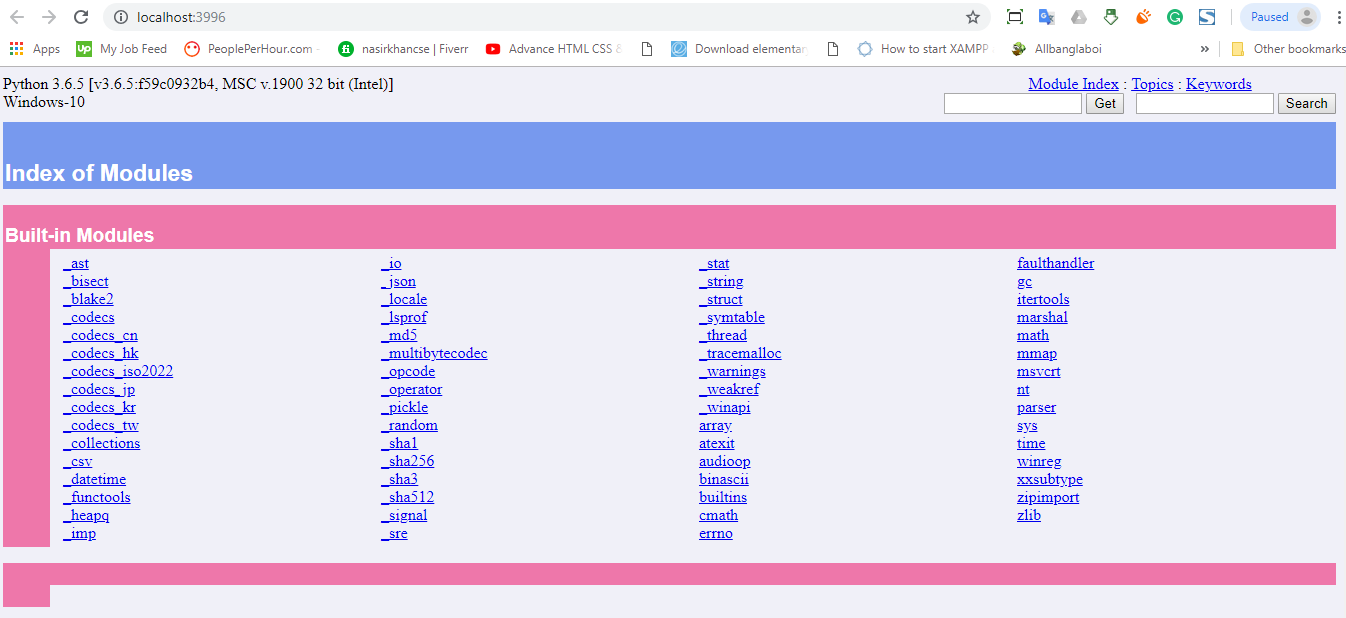 localhost:3996
Paused
Apps
Up My Job Feed
PeoplePerHour.com
fi nasirkhancse | Fiverr
Advance HTML CSS &
Download elementar
How to start XAMPP
Allbanglaboi
» Other bookmarks
Python 3.6.5 [v3.6.5:f59c0932b4, MSC v.1900 32 bit (Intel)]
Windows-10
Module Index : Topics : Keywords
Get Search
Index of Modules
Built-in Modules
_ast
_bisect
_blake2
_codecs
_codecs_cn
_codecs_hk
_codecs_iso2022
_codecs_jp
_codecs_kr
_codecs_tw
_collections
_csv
_datetime
_functools
_heapq
_imp
_io
_json
_locale
_lsprof
_md5
_multibytecodec
_opcode
_operator
_pickle
_random
_sha1
_sha256
_sha3
_sha512
_signal
_sre
_stat
_string
_struct
_symtable
_thread
_tracemalloc
_warnings
_weakref
_winapi
array
atexit
audioop
binascii
builtins
cmath
errno
faulthandler
gc
itertools
marshal
math
mmap
msvcrt
nt
parser
sys
time
winreg
xxsubtype
zipimport
zlib